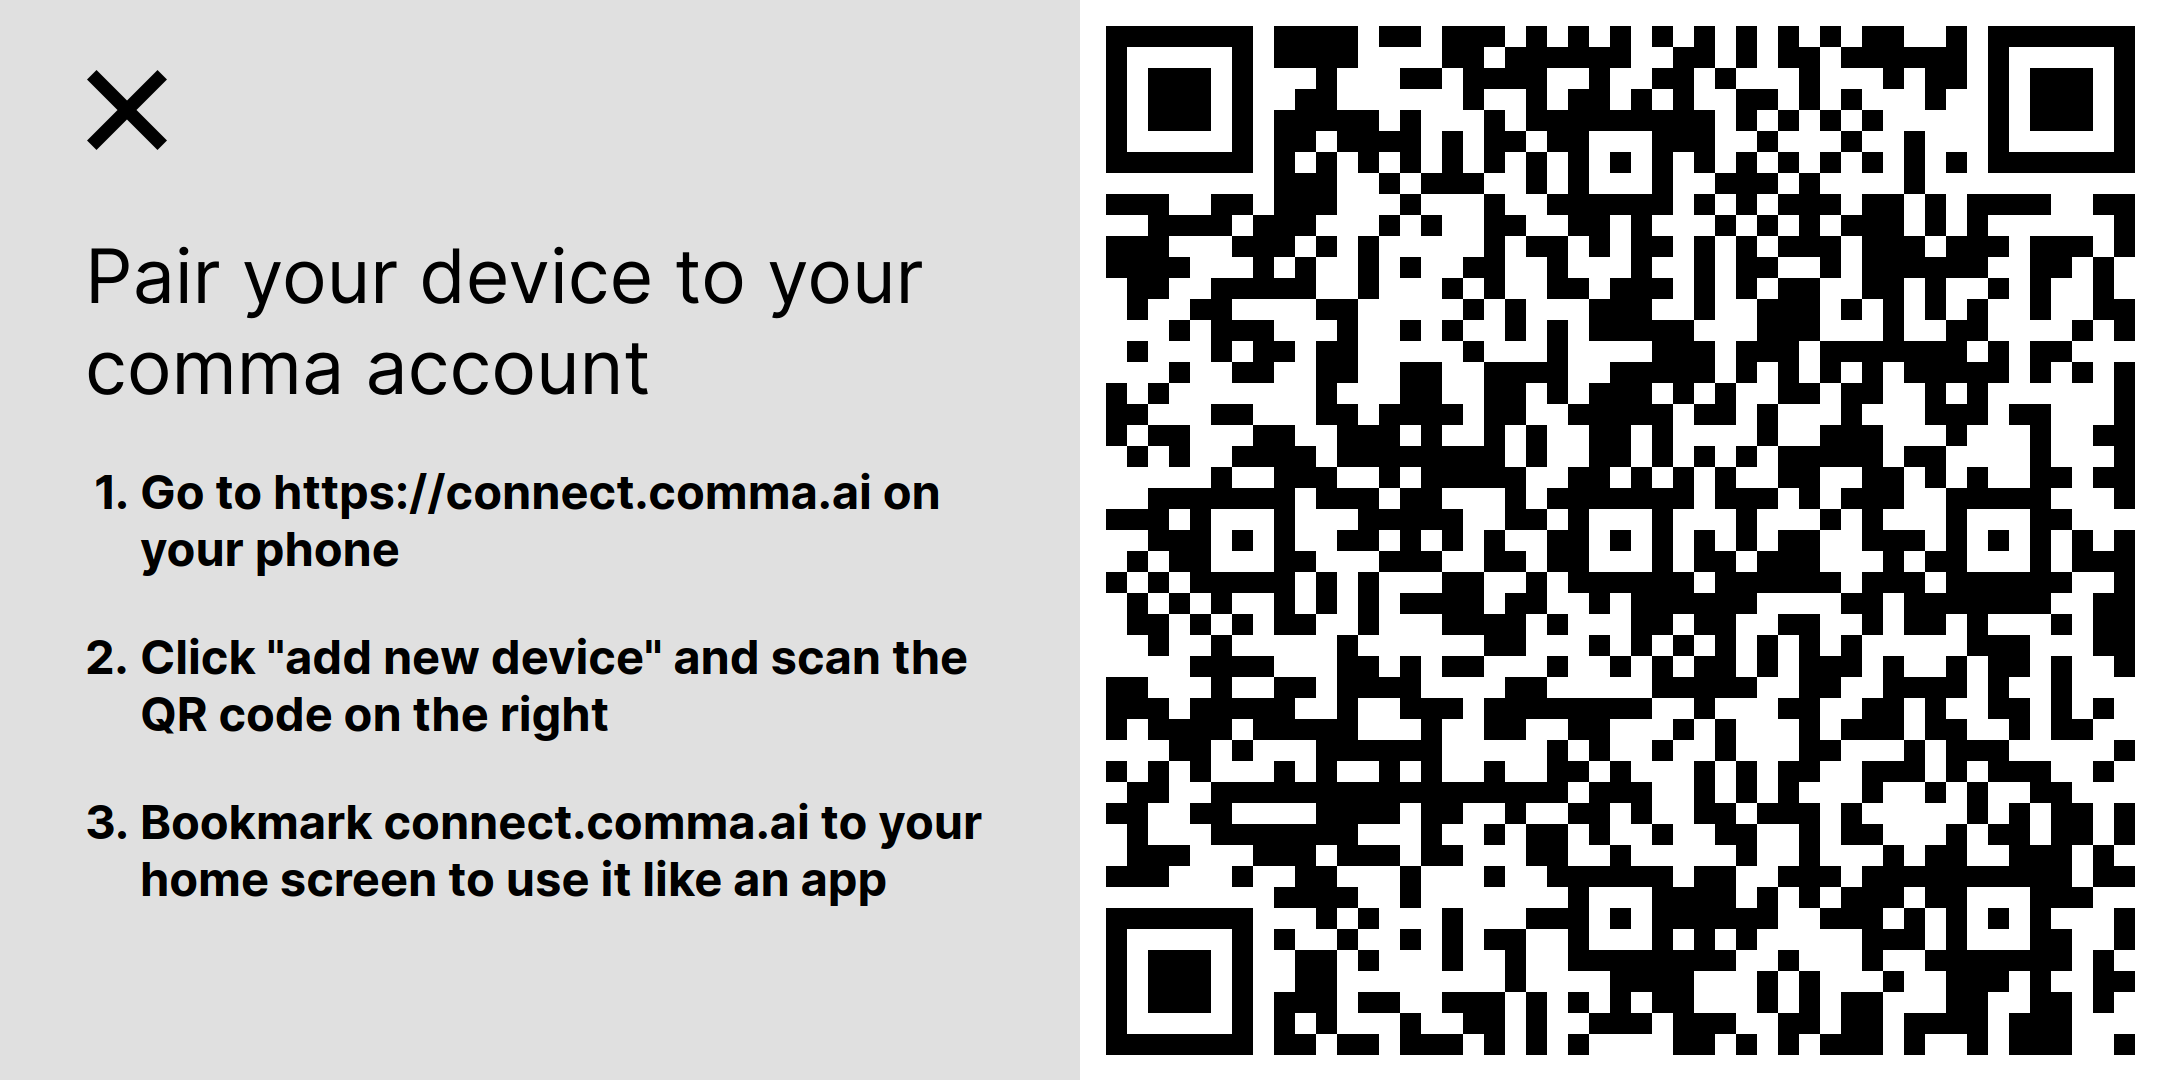 Pair your device to your
comma account
1. Go to https://connect.comma.ai on
your phone
2. Click "add new device" and scan the
QR code on the right
3. Bookmark connect.comma.ai to your
home screen to use it like an app